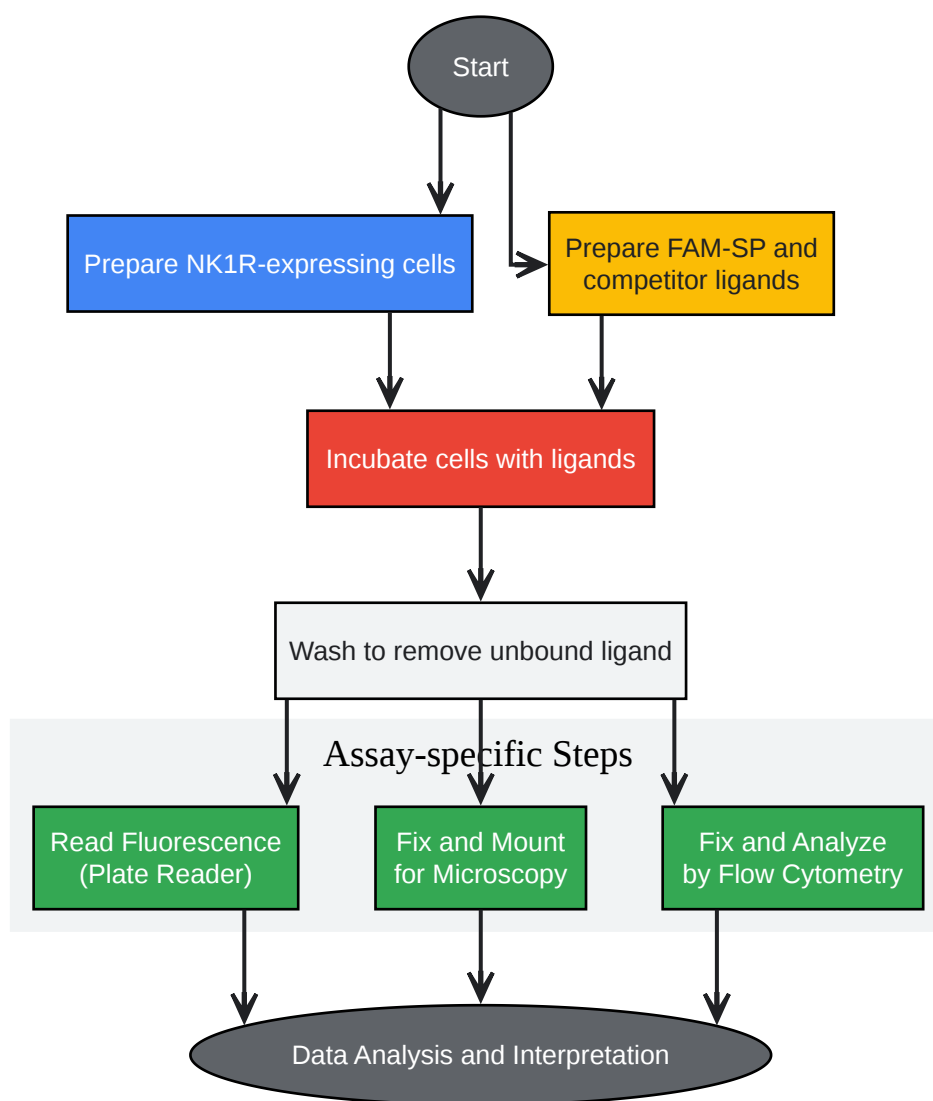 Start
Prepare NK1R-expressing cells
Prepare FAM-SP and
competitor ligands
Incubate cells with ligands
Wash to remove unbound ligand
Assay-specific Steps
Read Fluorescence
(Plate Reader)
Fix and Mount
for Microscopy
Fix and Analyze
by Flow Cytometry
Data Analysis and Interpretation